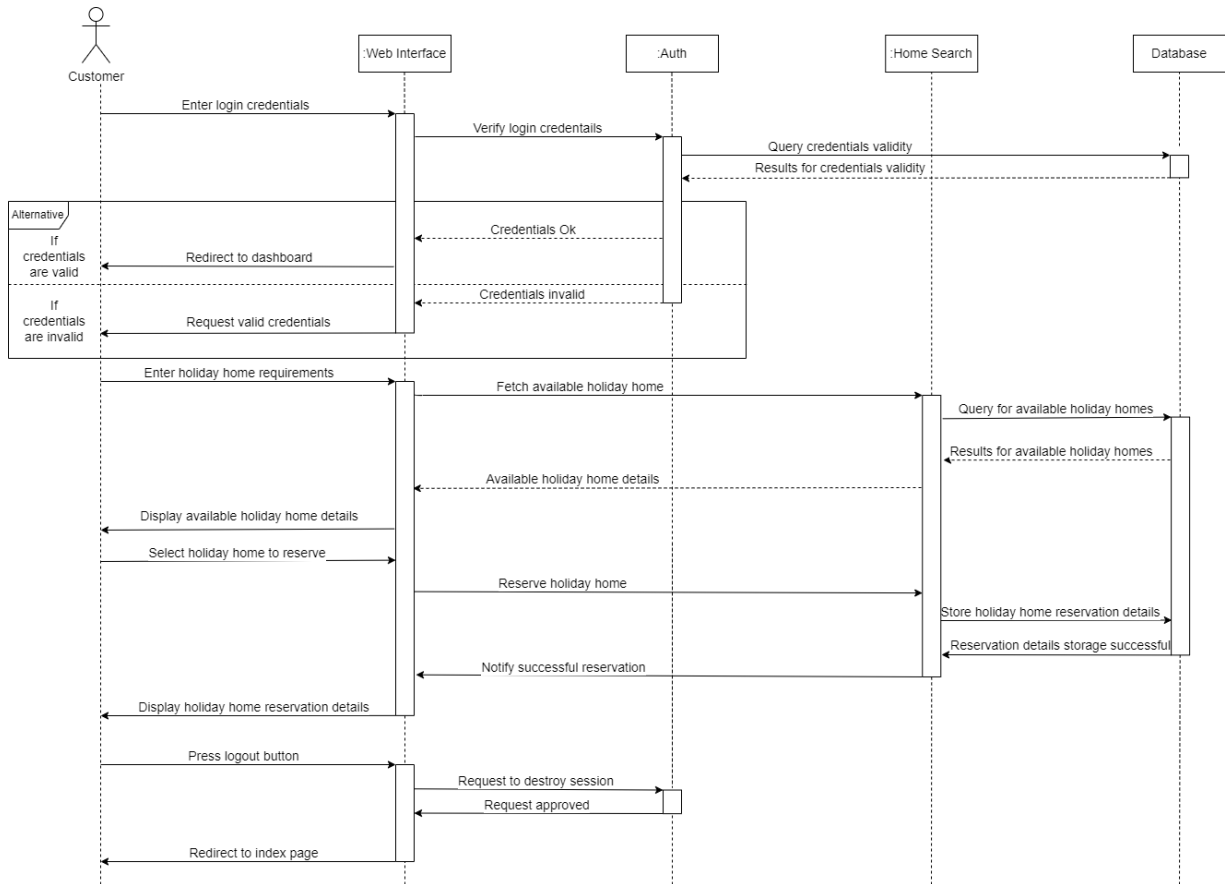 :Web Interface
:Auth
:Home Search
Database
Customer
Enter login credentials
Verify login credentails
Query credentials validity
Results for credentials validity
Alternative
If
credentials
are valid
Credentials Ok
Redirect to dashboard
If
credentials
are invalid
Credentials invalid
Request valid credentials
Enter holiday home requirements
Fetch available holiday home
Query for available holiday homes
Results for available holiday homes
Available holiday home details
Display available holiday home details
Select holiday home to reserve
Reserve holiday home
Store holiday home reservation details
Reservation details storage successful
Notify successful reservation
Display holiday home reservation details
Press logout button
Request to destroy session
Request approved
Redirect to index page